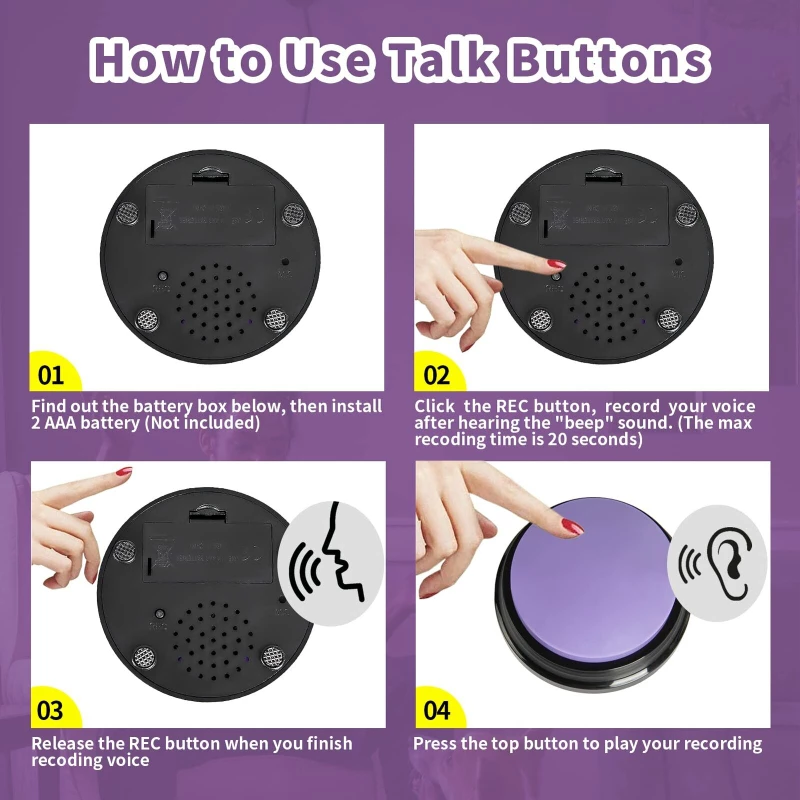 How to Use Talk Buttons
01
Find out the battery box below, then install
2 AAA battery (Not included)
02
Click the REC button, record your voice
after hearing the "beep" sound. (The max
recoding time is 20 seconds)
03
Release the REC button when you finish
recoding voice
04
Press the top button to play your recording